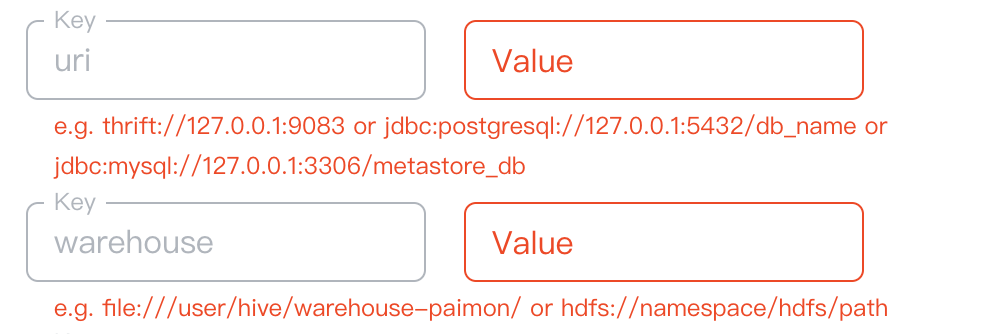 Key
uri
Value
e.g. thrift://127.0.0.1:9083 or jdbc:postgresql://127.0.0.1:5432/db_name or
jdbc:mysql://127.0.0.1:3306/metastore_db
Key
warehouse
Value
e.g. file:///user/hive/warehouse-paimon/ or hdfs://namespace/hdfs/path